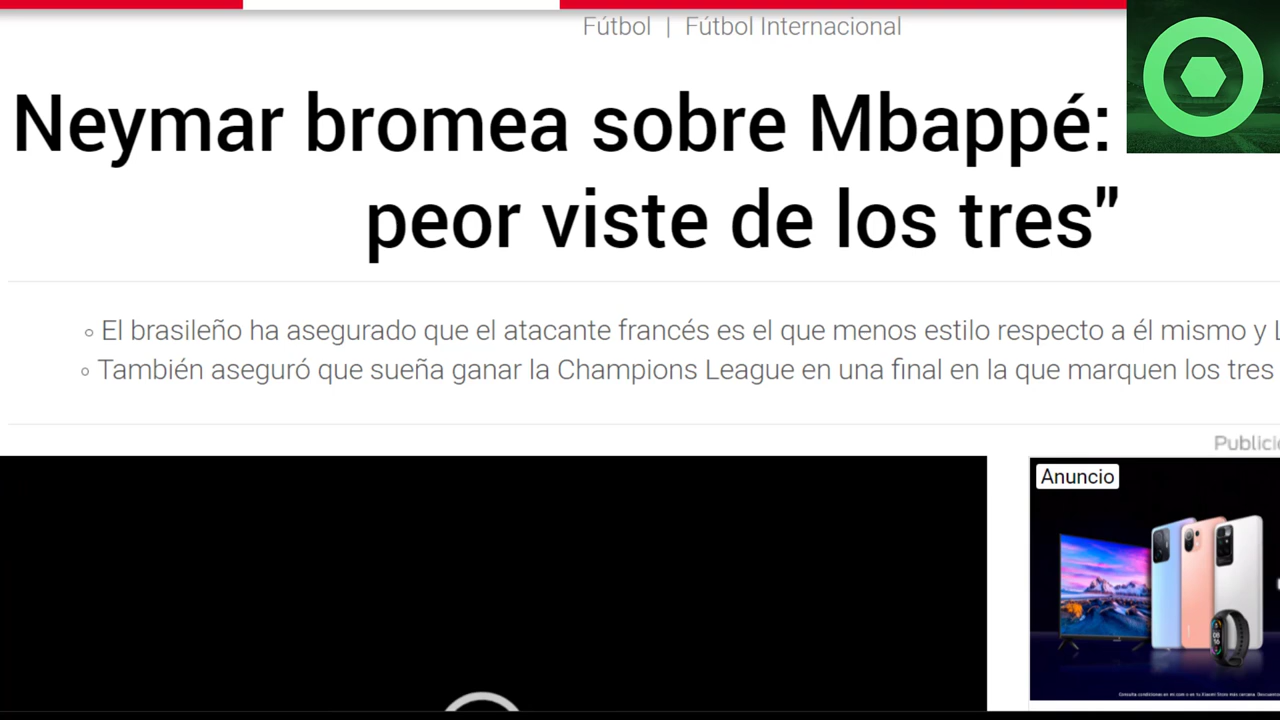 Fútbol | Fútbol Internacional
Neymar bromea sobre Mbappé:
peor viste de los tres"
El brasileño ha asegurado que el atacante francés es el que menos estilo respecto a él mismo y
También aseguró que sueña ganar la Champions League en una final en la que marquen los tres
Anuncio